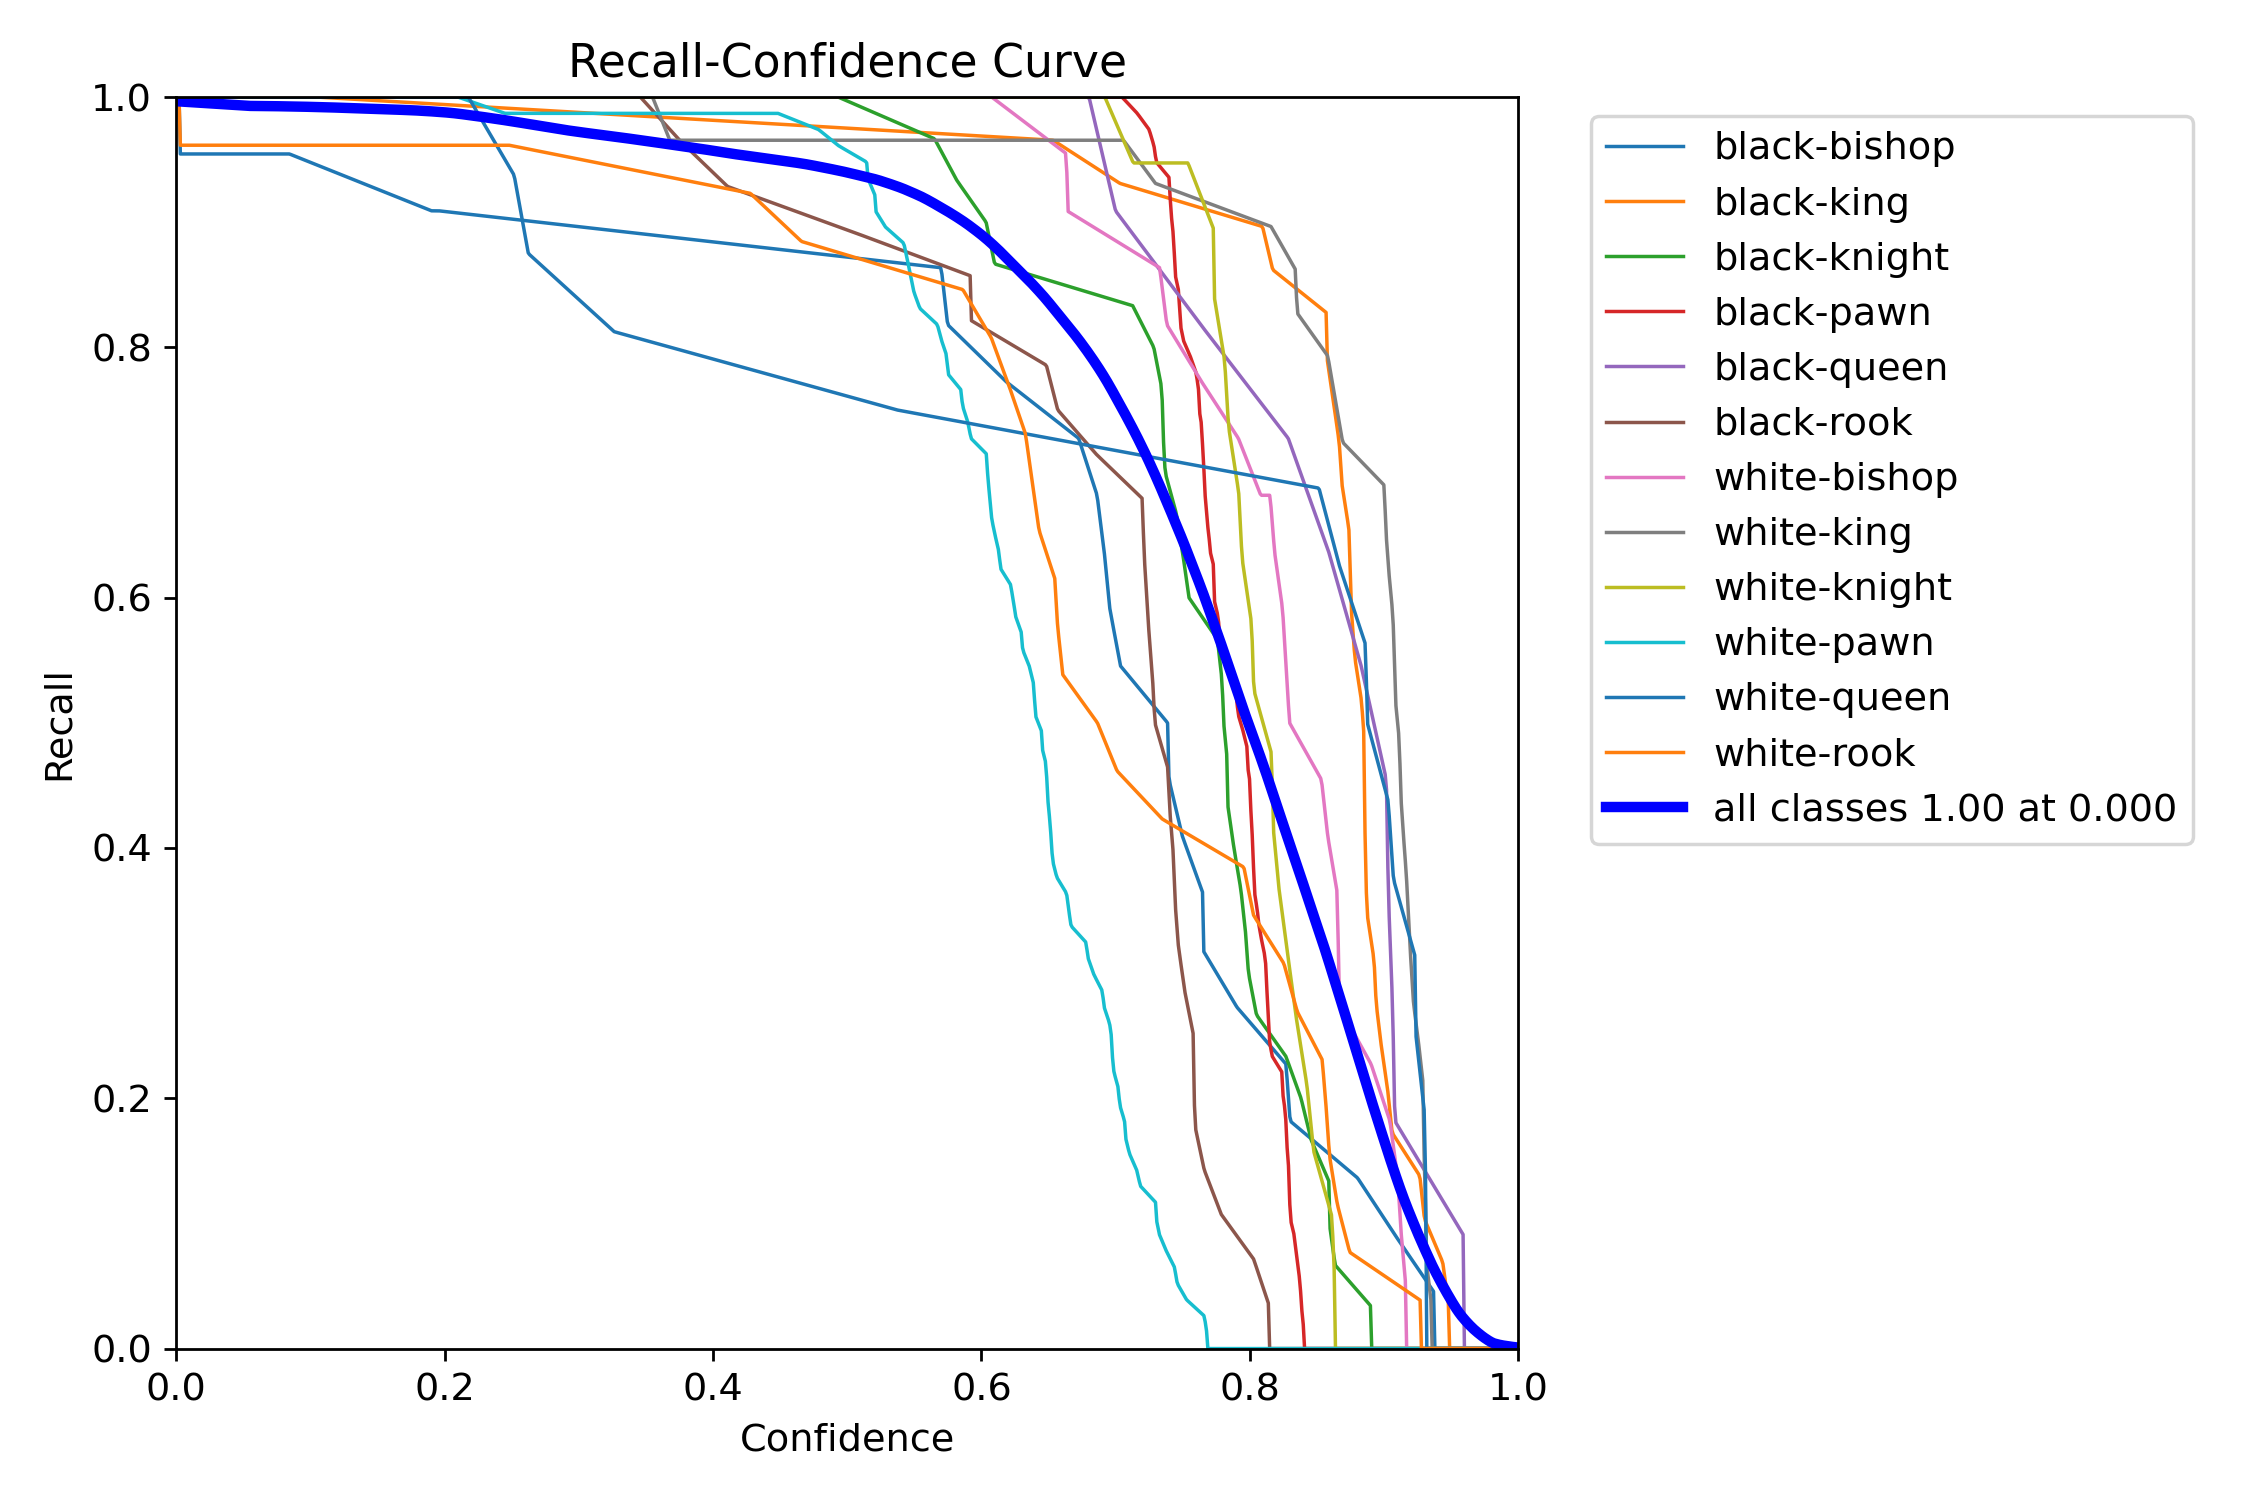 Recall-Confidence Curve
1.0
0.8
0.6
0.4
0.2
0.0
Recall
0.0 0.2 0.4 0.6 0.8 1.0
Confidence
black-bishop
black-king
black-knight
black-pawn
black-queen
black-rook
white-bishop
white-king
white-knight
white-pawn
white-queen
white-rook
all classes 1.00 at 0.000